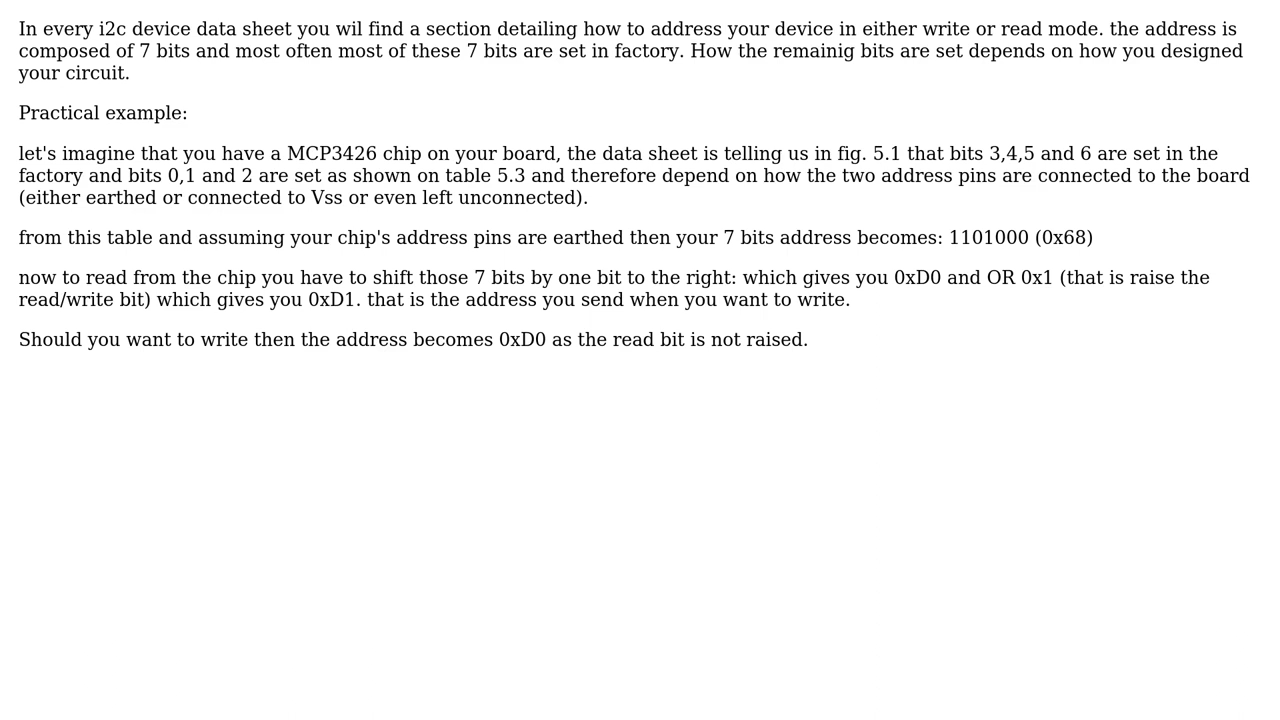 In every i2c device data sheet you wil find a section detailing how to address your device in either write or read mode. the address is
composed of 7 bits and most often most of these 7 bits are set in factory. How the remainig bits are set depends on how you designed
your circuit.
Practical example:
let's imagine that you have a MCP3426 chip on your board, the data sheet is telling us in fig. 5.1 that bits 3,4,5 and 6 are set in the
factory and bits 0,1 and 2 are set as shown on table 5.3 and therefore depend on how the two address pins are connected to the board
(either earthed or connected to Vss or even left unconnected).
from this table and assuming your chip's address pins are earthed then your 7 bits address becomes: 1101000 (0x68)
now to read from the chip you have to shift those 7 bits by one bit to the right: which gives you 0xD0 and OR 0x1 (that is raise the
read/write bit) which gives you 0xD1. that is the address you send when you want to write.
Should you want to write then the address becomes 0xD0 as the read bit is not raised.